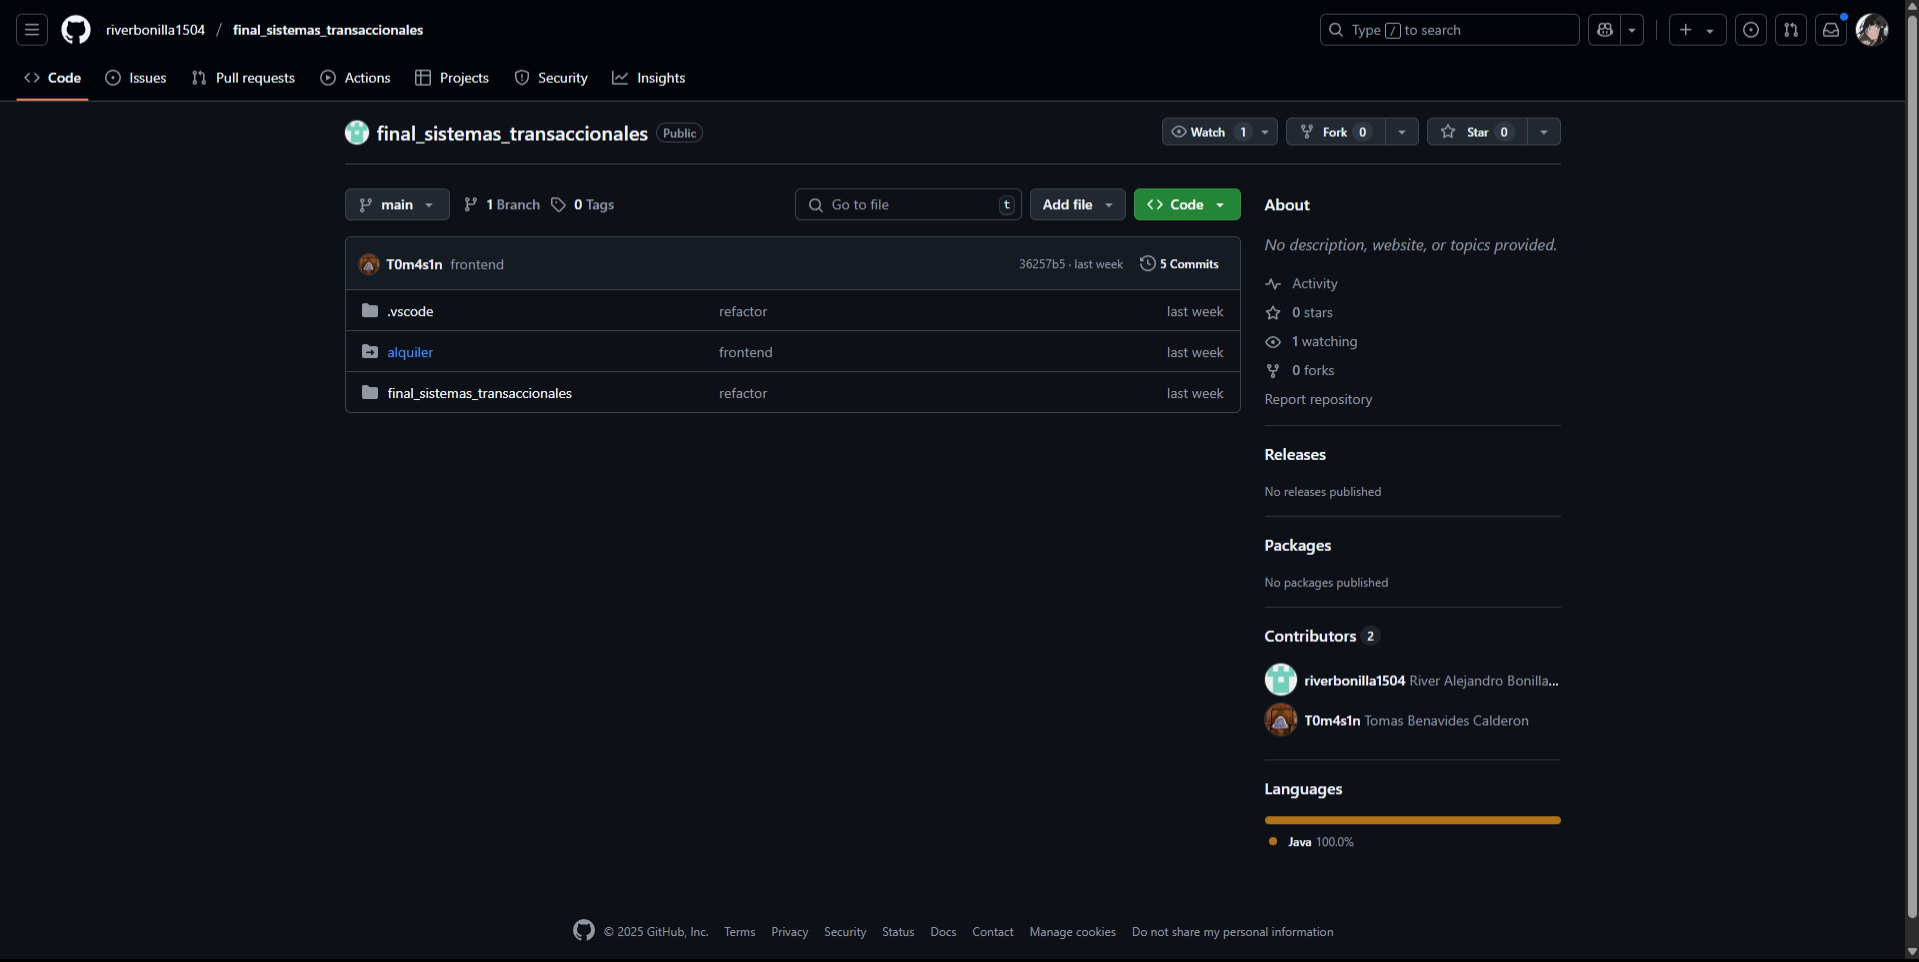 riverbonilla1504 / final_sistemas_transaccionales
Type / to search
Code Issues Pull requests Actions Projects Security Insights
final_sistemas_transaccionales Public
Watch 1 Fork 0 Star 0
main 1 Branch 0 Tags
Go to file t
Add file
Code
T0m4s1n frontend 36257b5 · last week 5 Commits
.vscode refactor last week
alquiler frontend last week
final_sistemas_transaccionales refactor last week
About
No description, website, or topics provided.
Activity
0 stars
1 watching
0 forks
Report repository
Releases
No releases published
Packages
No packages published
Contributors 2
riverbonilla1504 River Alejandro Bonilla...
T0m4s1n Tomas Benavides Calderon
Languages
Java 100.0%
© 2025 GitHub, Inc. Terms Privacy Security Status Docs Contact Manage cookies Do not share my personal information